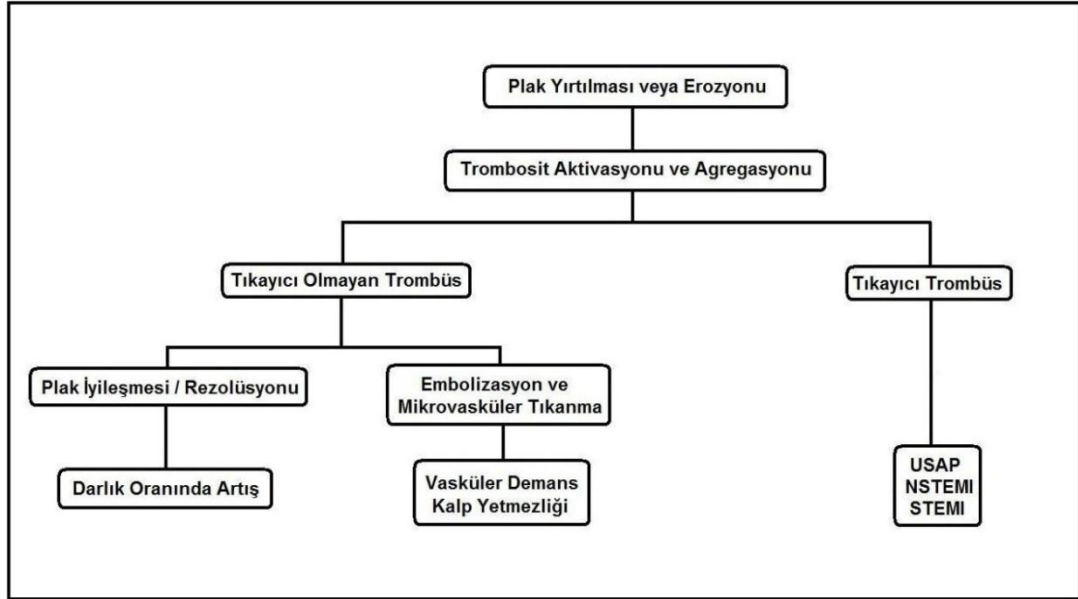 Plak Yırtılması veya Erozyonu
Trombosit Aktivasyonu ve Agregasyonu
Tıkayıcı Olmayan Trombüs
Tıkayıcı Trombüs
Plak İyileşmesi / Rezolüsyonu
Embolizasyon ve
Mikrovasküler Tıkanma
Darlık Oranında Artış
Vasküler Demans
Kalp Yetmezliği
USAP
NSTEMI
STEMI